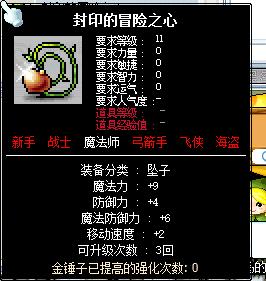 封印的冒险之心
要求等级： 11
要求力量： 0
要求敏捷： 0
要求智力： 0
要求运气： 0
要求人气度： -
道具等级： -
道具经验值： -
新手 战士 魔法师 弓箭手 飞侠 海盗
装备分类 : 坠子
魔法力 : +9
防御力 : +4
魔法防御力 : +6
移动速度 : +2
可升级次数 : 3回
金锤子已提高的强化次数: 0
的